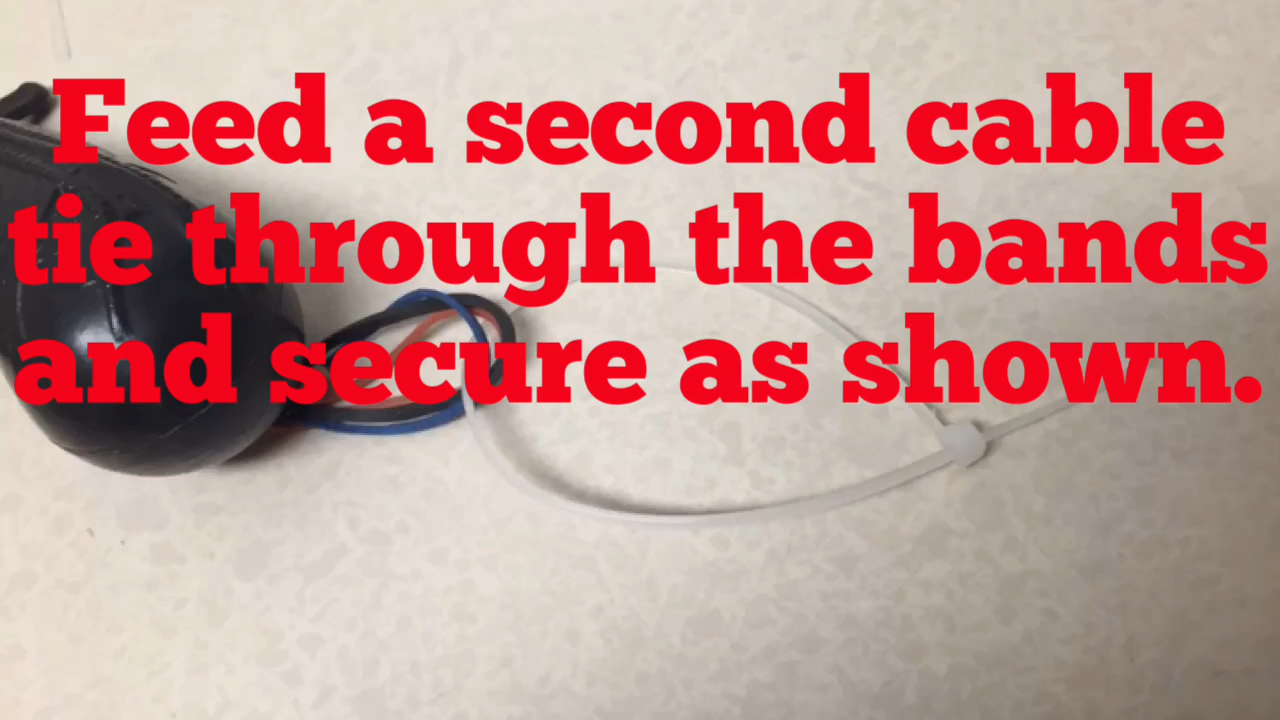 Feed a second cable
tie through the bands
and secure as shown.